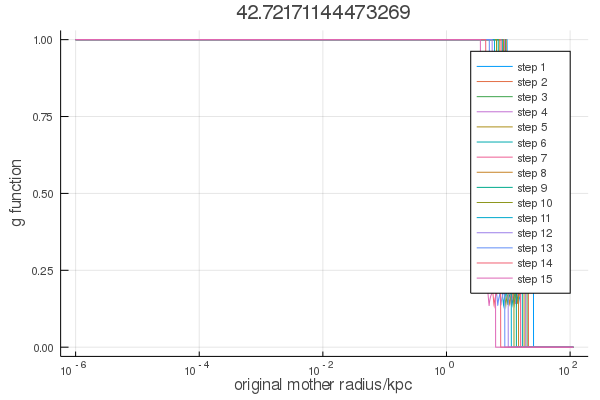 42.72171144473269
1.00
0.75
0.50
0.25
0.00
g function
10^-6
10^-4
10^-2
10^0
10^2
original mother radius/kpc
step 1
step 2
step 3
step 4
step 5
step 6
step 7
step 8
step 9
step 10
step 11
step 12
step 13
step 14
step 15